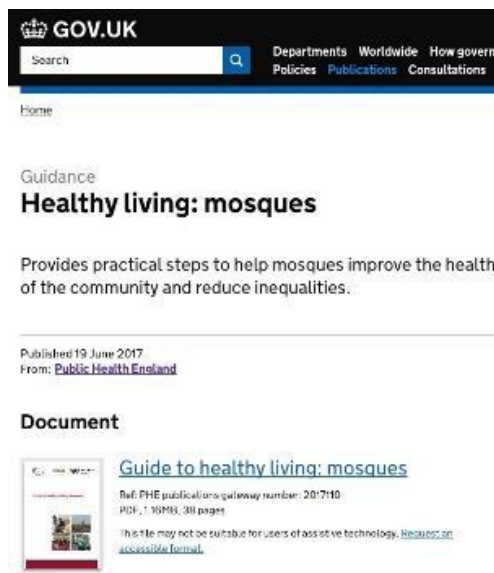 GOV.UK
Search
Departments Worldwide How govern
Policies Publications Consultations
Home
Guidance
Healthy living: mosques
Provides practical steps to help mosques improve the health
of the community and reduce inequalities.
Published 19 June 2017
From: Public Health England
Document
Guide to healthy living: mosques
Ref: PHE publications gateway number: 2017110
PDF, 1.16MB, 38 pages
This file may not be suitable for users of assistive technology. Request an
accessible format.